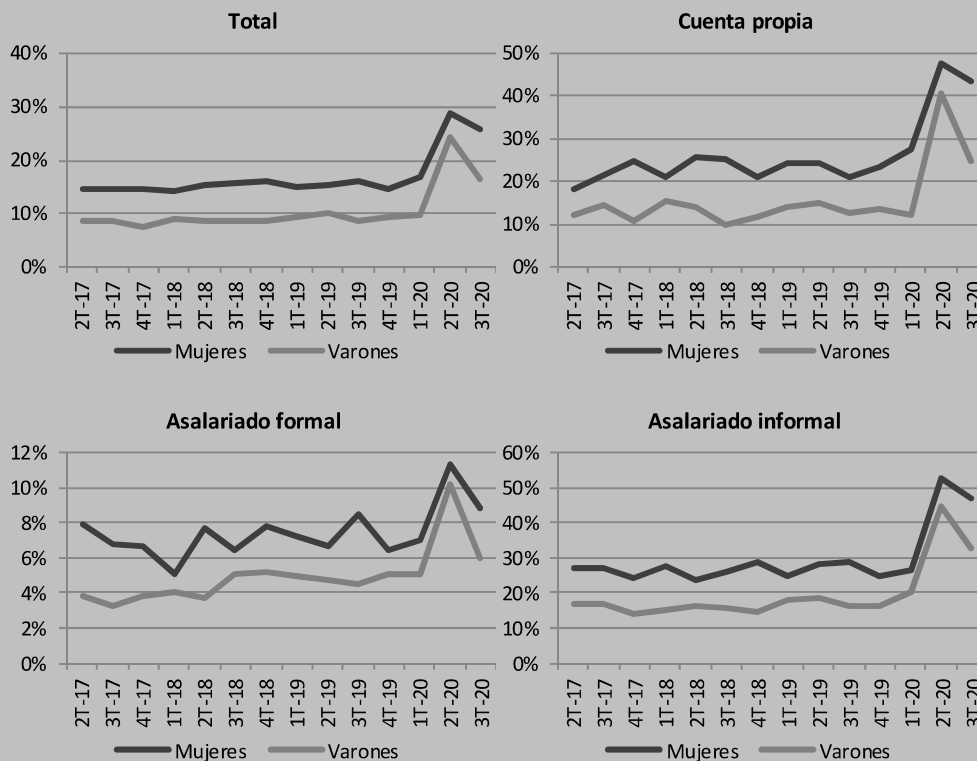 Total
40%
30%
20%
10%
0%
2T-17 3T-17 4T-17 1T-18 2T-18 3T-18 4T-18 1T-19 2T-19 3T-19 4T-19 1T-20 2T-20 3T-20
Mujeres Varones
Cuenta propia
50%
40%
30%
20%
10%
0%
2T-17 3T-17 4T-17 1T-18 2T-18 3T-18 4T-18 1T-19 2T-19 3T-19 4T-19 1T-20 2T-20 3T-20
Mujeres Varones
Asalariado formal
12%
10%
8%
6%
4%
2%
0%
2T-17 3T-17 4T-17 1T-18 2T-18 3T-18 4T-18 1T-19 2T-19 3T-19 4T-19 1T-20 2T-20 3T-20
Mujeres Varones
Asalariado informal
60%
50%
40%
30%
20%
10%
0%
2T-17 3T-17 4T-17 1T-18 2T-18 3T-18 4T-18 1T-19 2T-19 3T-19 4T-19 1T-20 2T-20 3T-20
Mujeres Varones